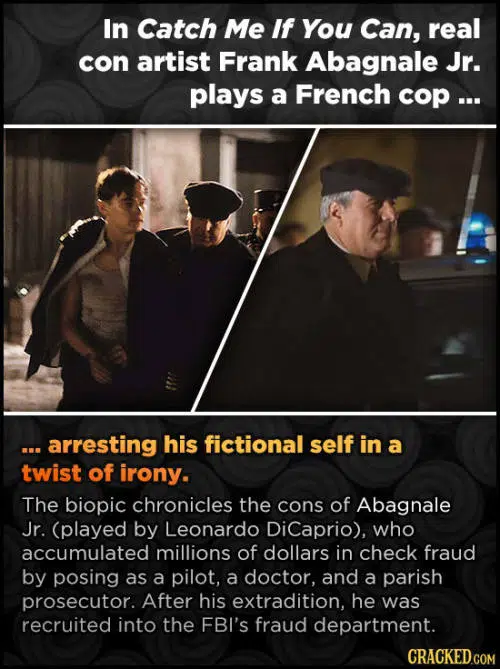 In Catch Me If You Can, real
con artist Frank Abagnale Jr.
plays a French cop ...
... arresting his fictional self in a
twist of irony.
The biopic chronicles the cons of Abagnale
Jr. (played by Leonardo DiCaprio), who
accumulated millions of dollars in check fraud
by posing as a pilot, a doctor, and a parish
prosecutor. After his extradition, he was
recruited into the FBI's fraud department.
CRACKED.COM